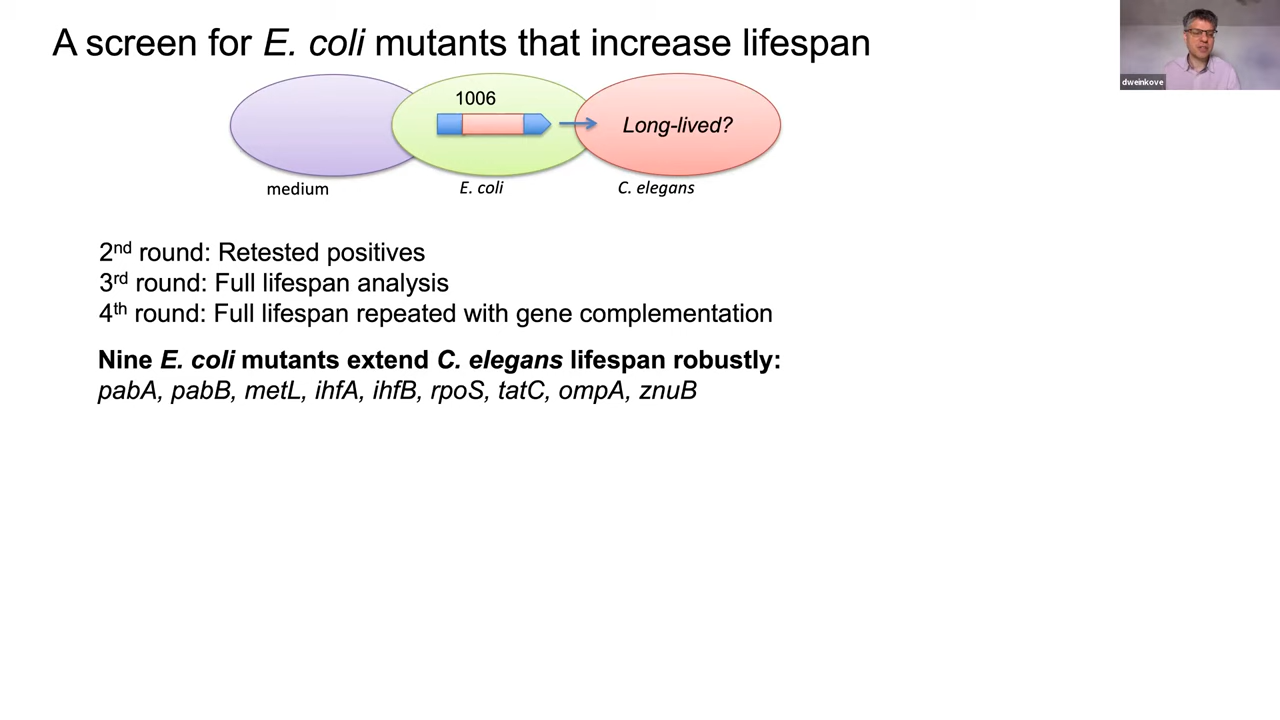 A screen for E. coli mutants that increase lifespan
dweinkove
1006
Long-lived?
medium
E. coli
C. elegans
2nd round: Retested positives
3rd round: Full lifespan analysis
4th round: Full lifespan repeated with gene complementation
Nine E. coli mutants extend C. elegans lifespan robustly:
pabA, pabB, metL, ihfA, ihfB, rpoS, tatC, ompA, znuB